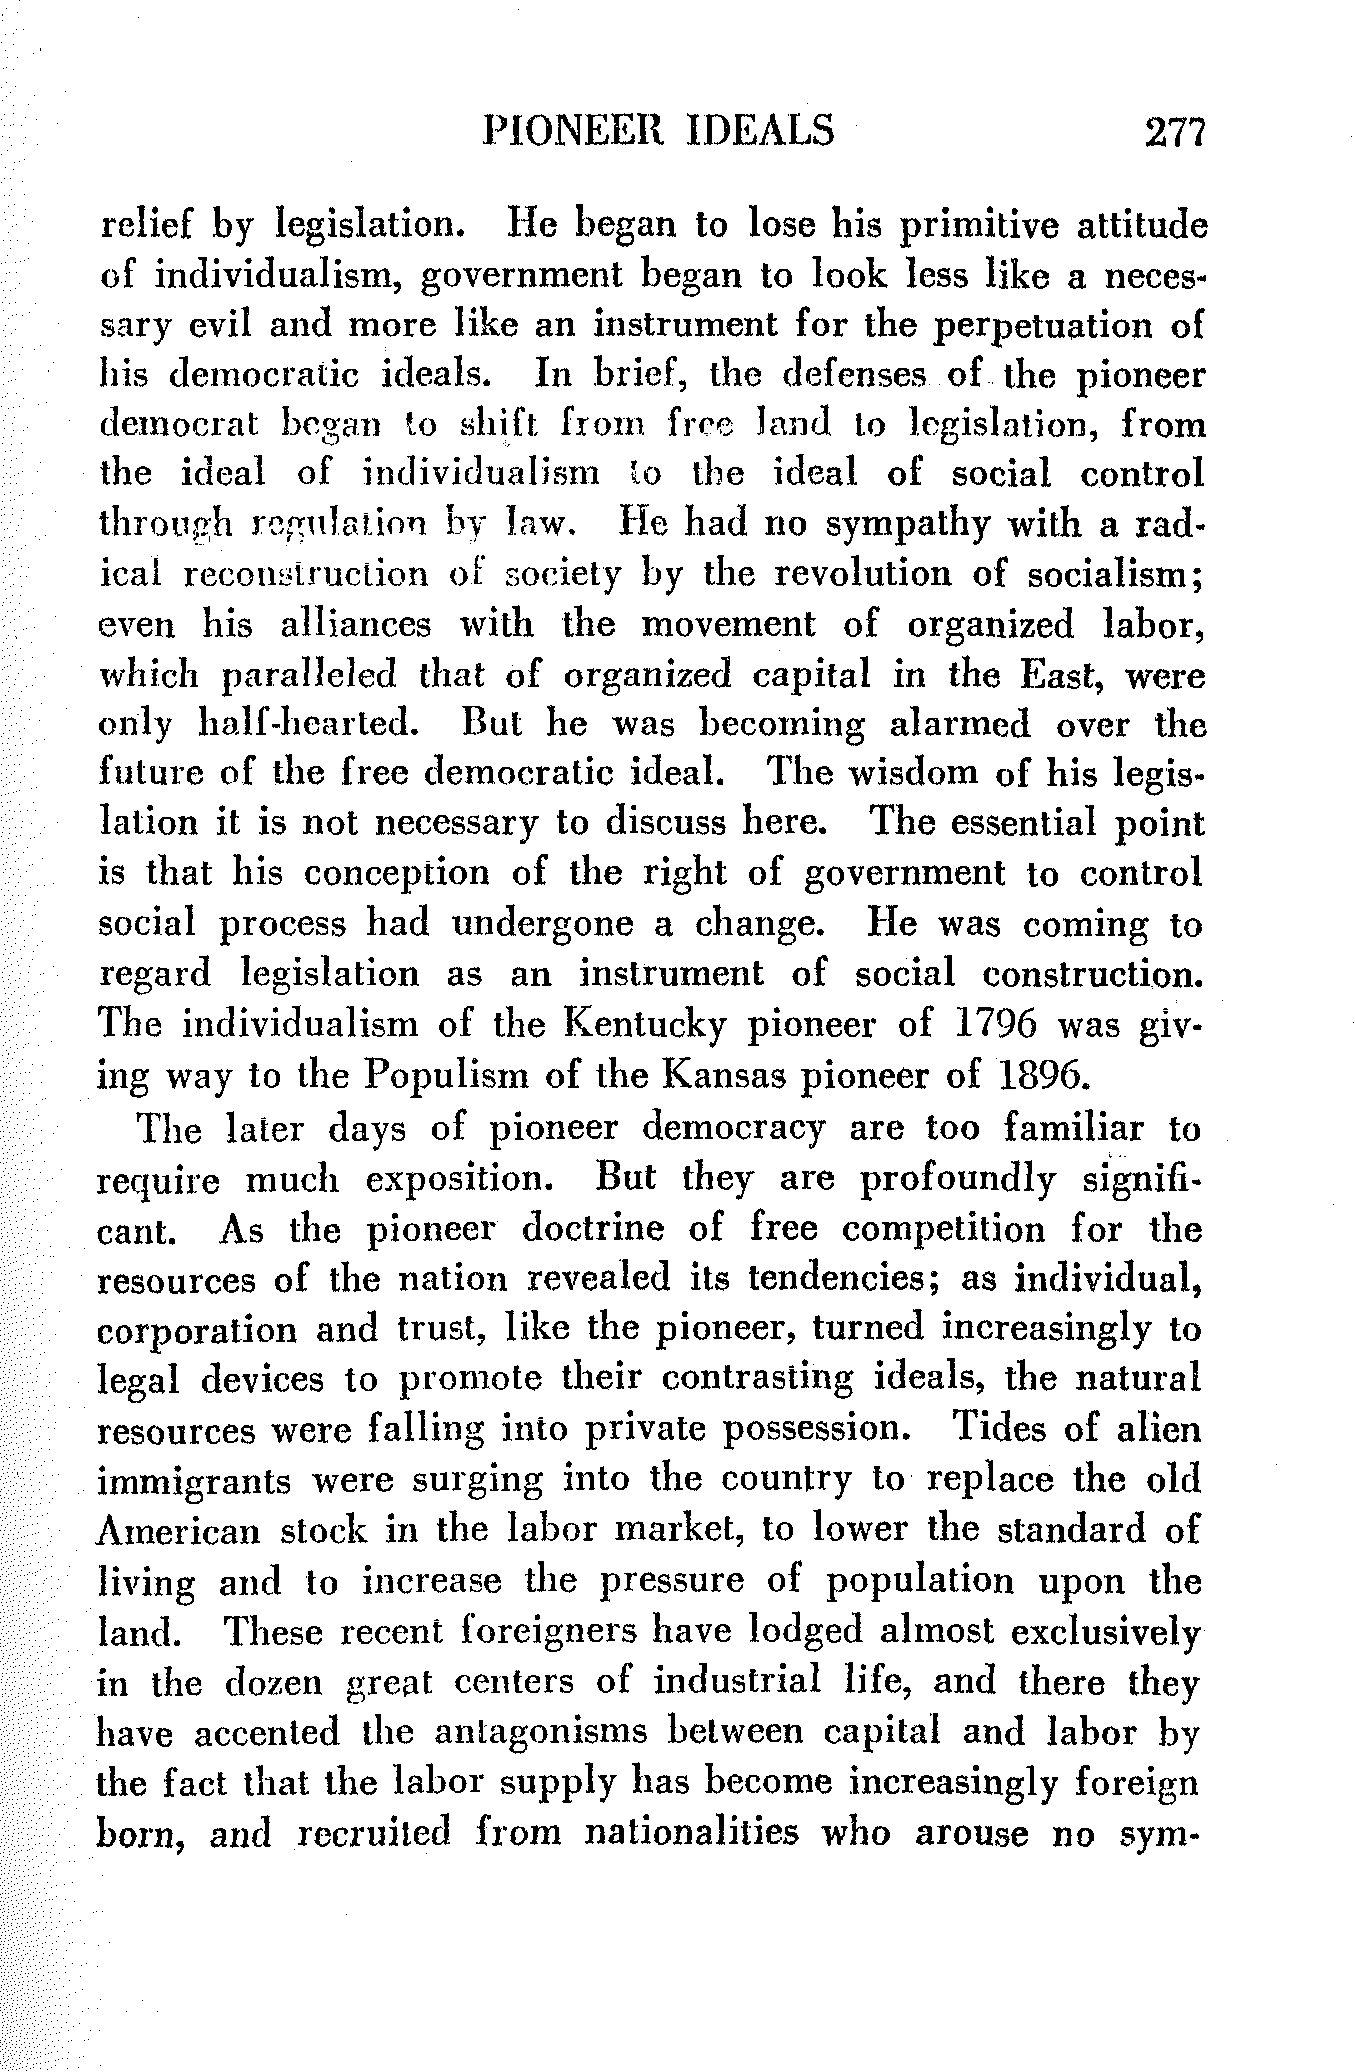 PIONEER IDEALS 277
relief by legislation. He began to lose his primitive attitude
of individualism, government began to look less like a neces-
sary evil and more like an instrument for the perpetuation of
his democratic ideals. In brief, the defenses of the pioneer
democrat began to shift from free land to legislation, from
the ideal of individualism to the ideal of social control
through regulation by law. He had no sympathy with a rad-
ical reconstruction of society by the revolution of socialism;
even his alliances with the movement of organized labor,
which paralleled that of organized capital in the East, were
only half-hearted. But he was becoming alarmed over the
future of the free democratic ideal. The wisdom of his legis-
lation it is not necessary to discuss here. The essential point
is that his conception of the right of government to control
social process had undergone a change. He was coming to
regard legislation as an instrument of social construction.
The individualism of the Kentucky pioneer of 1796 was giv-
ing way to the Populism of the Kansas pioneer of 1896.
The later days of pioneer democracy are too familiar to
require much exposition. But they are profoundly signifi-
cant. As the pioneer doctrine of free competition for the
resources of the nation revealed its tendencies; as individual,
corporation and trust, like the pioneer, turned increasingly to
legal devices to promote their contrasting ideals, the natural
resources were falling into private possession. Tides of alien
immigrants were surging into the country to replace the old
American stock in the labor market, to lower the standard of
living and to increase the pressure of population upon the
land. These recent foreigners have lodged almost exclusively
in the dozen great centers of industrial life, and there they
have accented the antagonisms between capital and labor by
the fact that the labor supply has become increasingly foreign
born, and recruited from nationalities who arouse no sym-